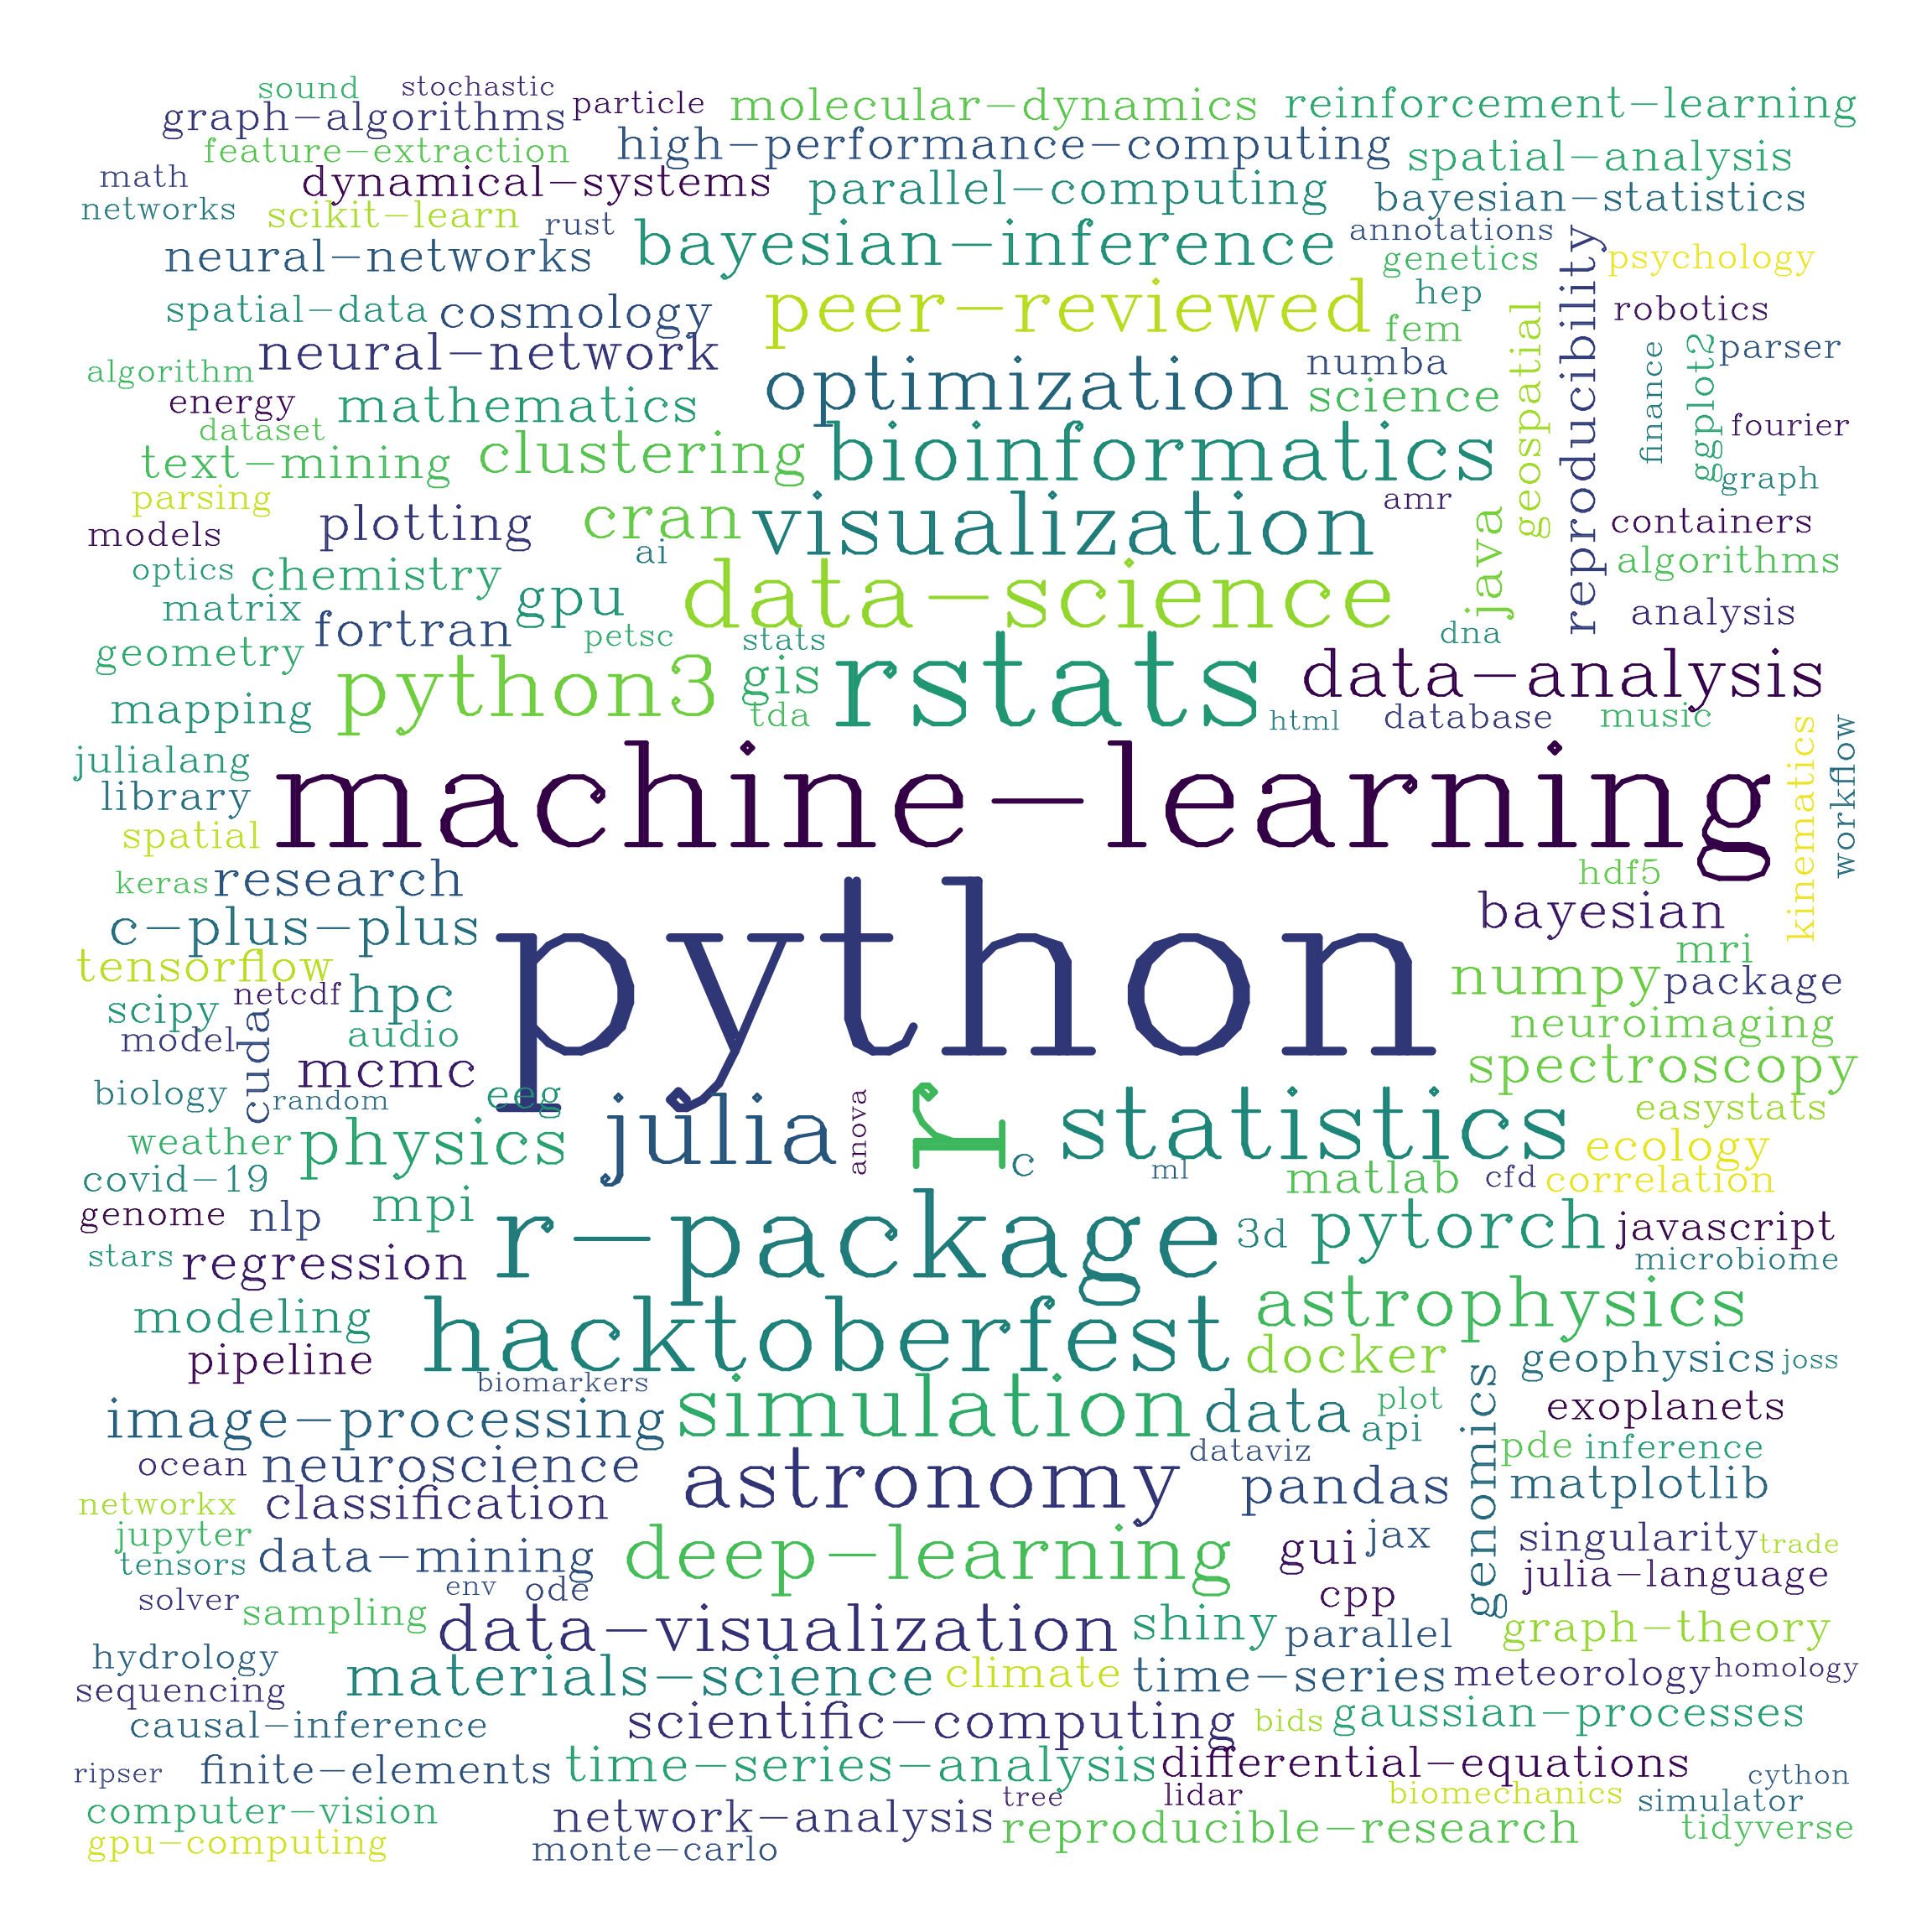 sound
stochastic
particle
molecular-dynamics
reinforcement-learning
graph-algorithms
feature-extraction
high-performance-computing
spatial-analysis
math
dynamical-systems
parallel-computing
bayesian-statistics
networks
scikit-learn
rust
bayesian-inference
annotations
neural-networks
genetics
reproducibility
psychology
spatial-data
cosmology
peer-reviewed
hep
geospatial
robotics
neural-network
fem
algorithm
optimization
numba
finance
ggplot2
parser
energy
mathematics
science
dataset
fourier
text-mining
clustering
bioinformatics
graph
parsing
models
plotting
cran
visualization
amr
java
containers
optics
chemistry
ai
algorithms
matrix
gpu
data-science
fortran
petsc
stats
dna
analysis
geometry
python3
gis
rstats
data-analysis
mapping
tda
html
database
music
julialang
machine-learning
kinematics
workflow
library
spatial
keras
research
hdf5
c-plus-plus
python
bayesian
tensorflow
mri
scipy
netcdf
hpc
numpy
package
model
cuda
audio
neuroimaging
mcmc
spectroscopy
biology
random
eeg
julia
anova
r
statistics
easystats
weather
physics
c
ml
ecology
covid-19
matlab
cfd
correlation
genome
nlp
mpi
r-package
3d
pytorch
javascript
stars
regression
microbiome
modeling
hacktoberfest
astrophysics
pipeline
docker
genomics
geophysics
joss
biomarkers
image-processing
simulation
data
plot
api
exoplanets
ocean
neuroscience
dataviz
pde
inference
networkx
classification
astronomy
pandas
matplotlib
jupyter
tensors
data-mining
deep-learning
gui
jax
singularity
trade
solver
env
ode
cpp
julia-language
sampling
data-visualization
shiny
parallel
graph-theory
hydrology
sequencing
materials-science
climate
time-series
meteorology
homology
causal-inference
scientific-computing
bids
gaussian-processes
ripser
finite-elements
time-series-analysis
differential-equations
cython
computer-vision
network-analysis
tree
lidar
biomechanics
simulator
gpu-computing
monte-carlo
reproducible-research
tidyverse